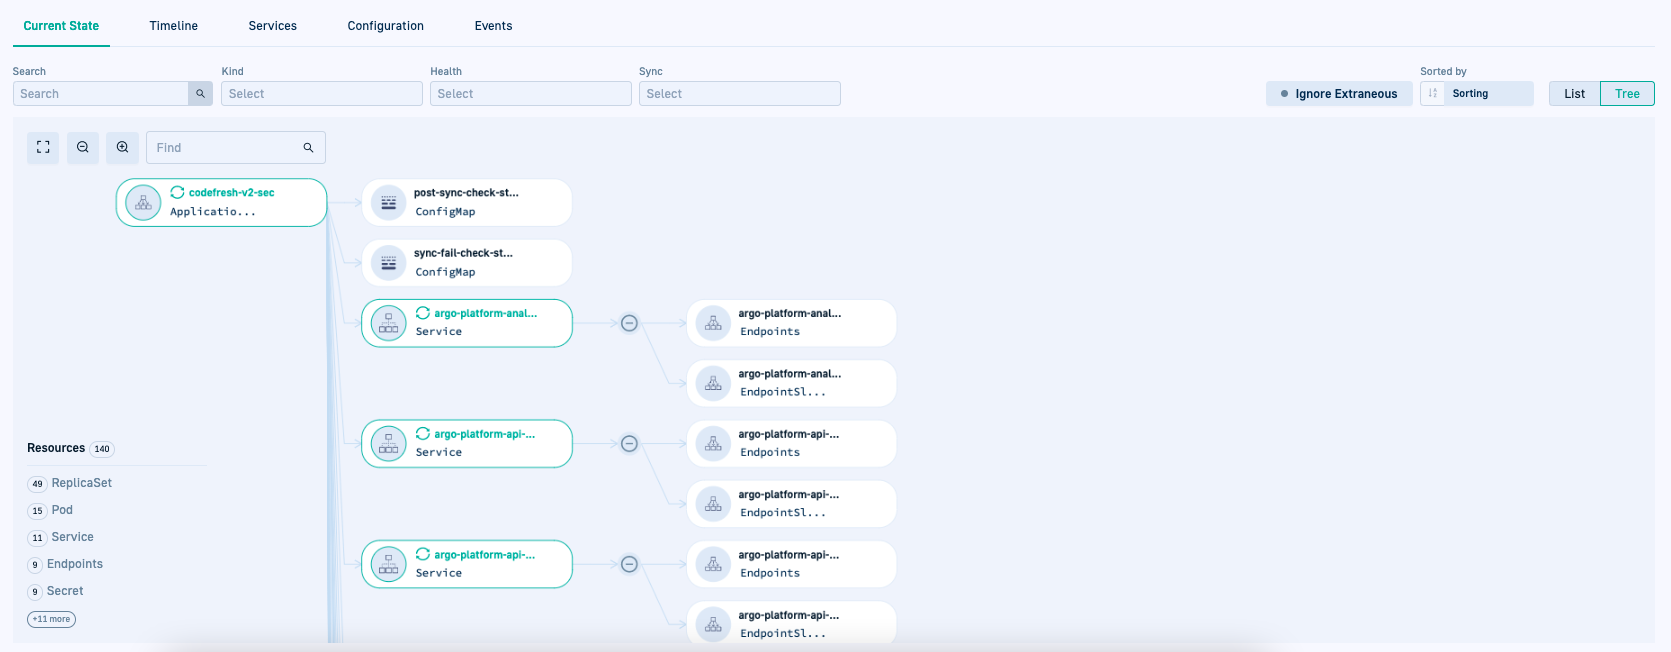 Current State Timeline Services Configuration Events
Search Kind Health Sync Sorted by
Search Select Select Select Ignore Extraneous Sorting List Tree
Find
codefresh-v2-sec
Applicatio...
post-sync-check-st...
ConfigMap
sync-fail-check-st...
ConfigMap
argo-platform-anal...
Service
argo-platform-anal...
Endpoints
argo-platform-anal...
EndpointSl...
argo-platform-api-...
Service
argo-platform-api-...
Endpoints
argo-platform-api-...
EndpointSl...
argo-platform-api-...
Service
argo-platform-api-...
Endpoints
argo-platform-api-...
EndpointSl...
Resources 140
49 ReplicaSet
15 Pod
11 Service
9 Endpoints
9 Secret
+11 more